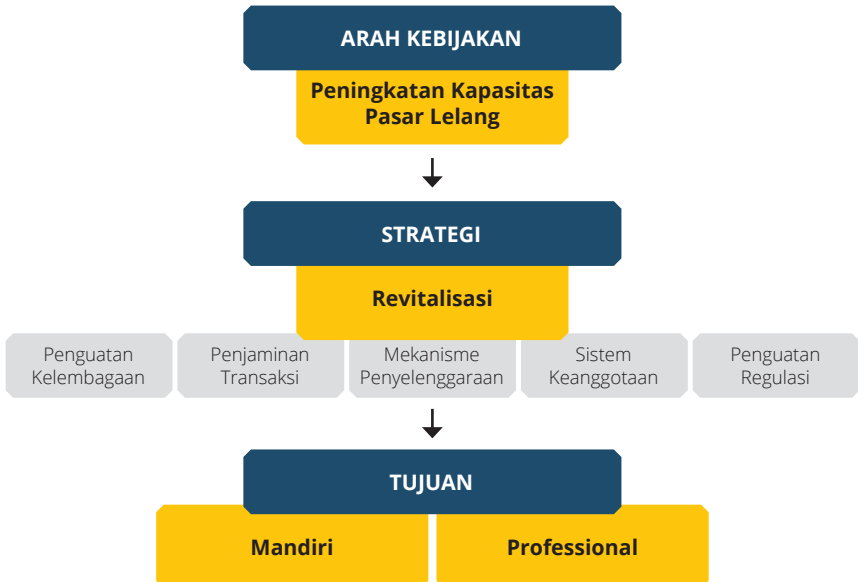 ARAH KEBIJAKAN
Peningkatan Kapasitas
Pasar Lelang
STRATEGI
Revitalisasi
Penguatan
Kelembagaan
Penjaminan
Transaksi
Mekanisme
Penyelenggaraan
Sistem
Keanggotaan
Penguatan
Regulasi
TUJUAN
Mandiri
Professional